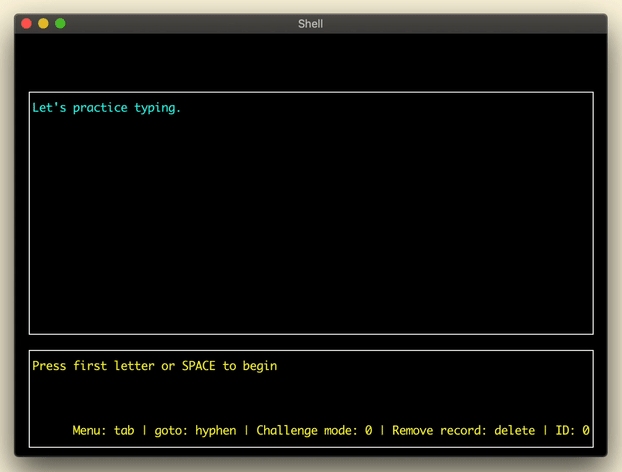 Shell
Let's practice typing.
Press first letter or SPACE to begin
Menu: tab | goto: hyphen | Challenge mode: 0 | Remove record: delete | ID: 0